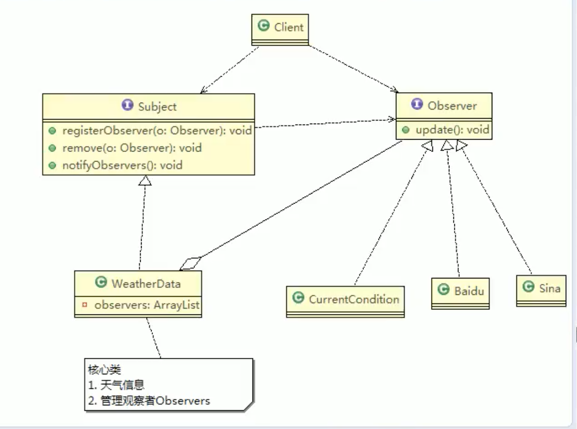 Client
Subject
registerObserver(o: Observer): void
remove(o: Observer): void
notifyObservers(): void
Observer
update(): void
WeatherData
observers: ArrayList
CurrentCondition
Baidu
Sina
核心类
1. 天气信息
2. 管理观察者Observers